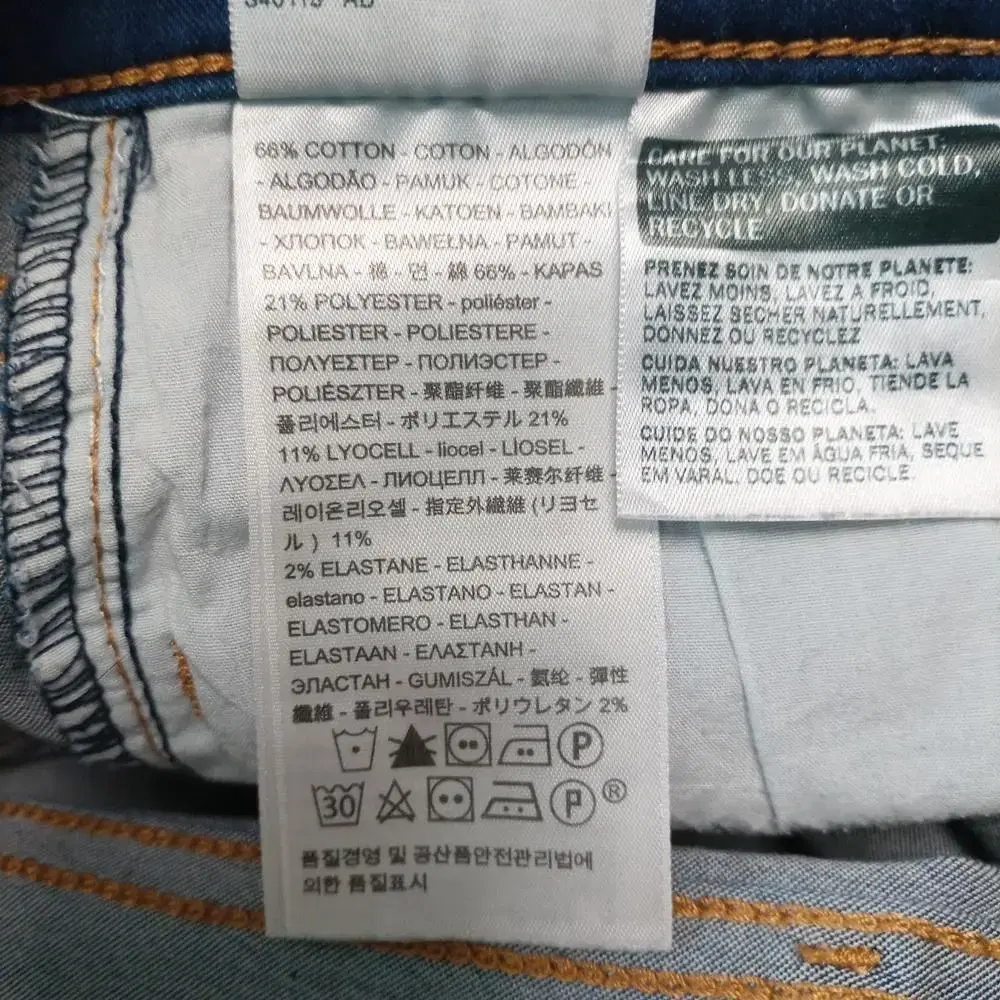 66% COTTON - COTON - ALGODÓN
- ALGODÃO - PAMUK - COTONE -
BAUMWOLLE - KATOEN - BAMBAKI
- ХЛОПОК - BAWEŁNA - PAMUT -
BAVLNA - 棉 - 면 - 綿 66% - KAPAS
21% POLYESTER - poliéster -
POLIESTER - POLIESTERE -
ΠΟΛΥΕΣΤΕΡ - ПОЛИЭСТЕР -
POLIÉSZTER - 聚酯纤维 - 聚酯纖維 -
폴리에스터 - ポリエステル 21%
11% LYOCELL - liocel - LİOSEL -
ΛΥΟΣΕΛ - ЛИОЦЕЛЛ - 莱赛尔纤维 -
레이온리오셀 - 指定外繊維 (リヨセ
ル ) 11%
2% ELASTANE - ELASTHANNE -
elastano - ELASTANO - ELASTAN -
ELASTOMERO - ELASTHAN -
ELASTAAN - ΕΛΑΣΤΑΝΗ -
ЭЛАСТАН - GUMISZÁL - 氨纶 - 彈性
纖維 - 폴리우레탄 - ポリウレタン 2%
P
30 P ®
품질경영 및 공산품안전관리법에
의한 품질표시
CARE FOR OUR PLANET:
WASH LESS, WASH COLD,
LINE DRY, DONATE OR
RECYCLE
PRENEZ SOIN DE NOTRE PLANETE:
LAVEZ MOINS, LAVEZ A FROID,
LAISSEZ SECHER NATURELLEMENT,
DONNEZ OU RECYCLEZ
CUIDA NUESTRO PLANETA: LAVA
MENOS, LAVA EN FRIO, TIENDE LA
ROPA, DONA O RECICLA.
CUIDE DO NOSSO PLANETA: LAVE
MENOS, LAVE EM ÁGUA FRIA, SEQUE
EM VARAL, DOE OU RECICLE.